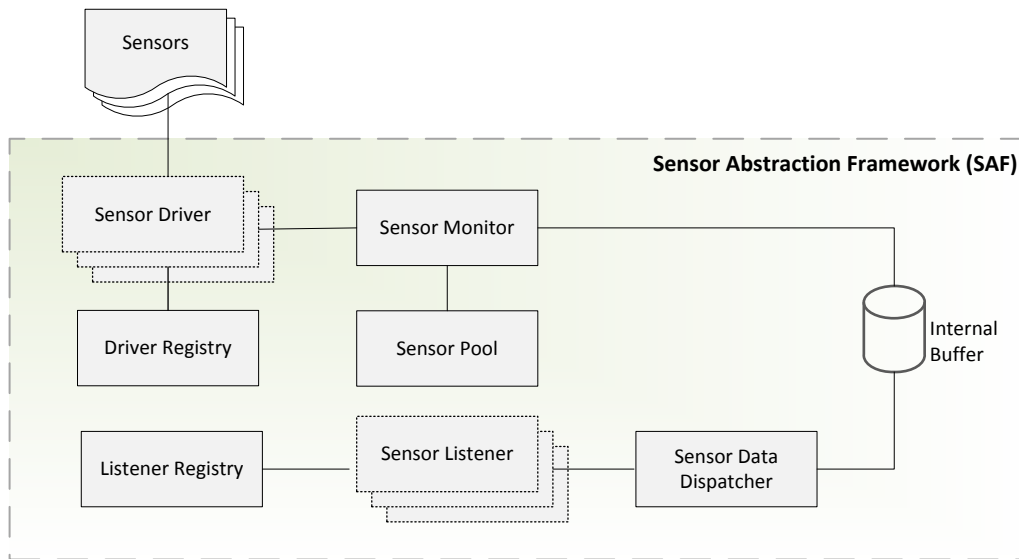 Sensors
Sensor Abstraction Framework (SAF)
Sensor Driver
Sensor Monitor
Driver Registry
Sensor Pool
Internal
Buffer
Listener Registry
Sensor Listener
Sensor Data
Dispatcher